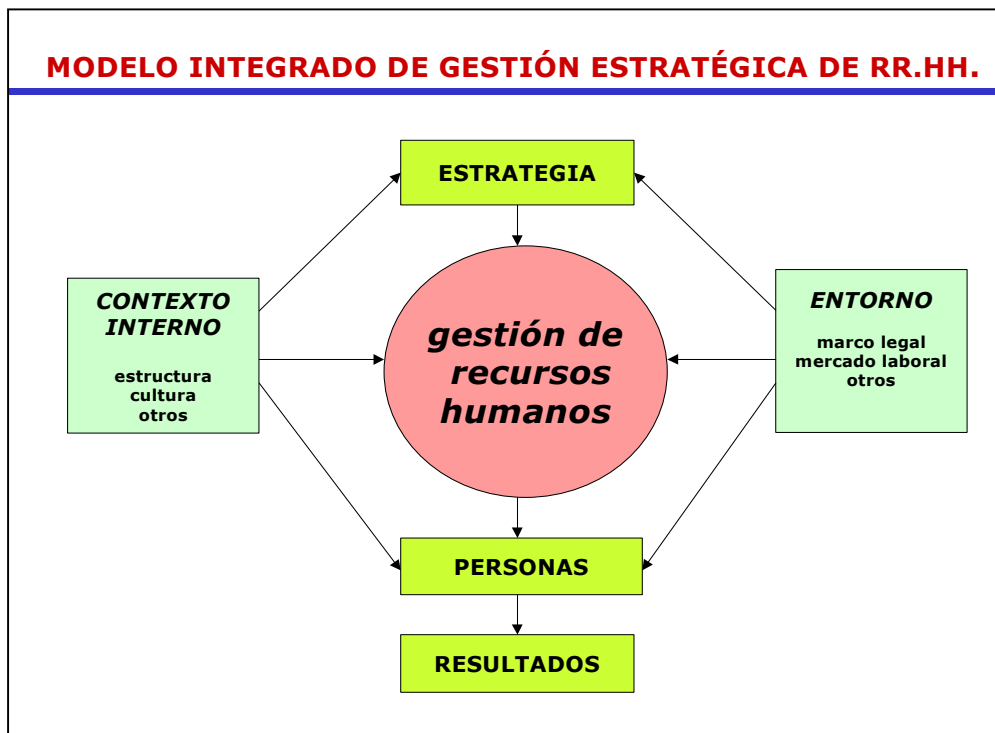 MODELO INTEGRADO DE GESTIÓN ESTRATÉGICA DE RR.HH.
ESTRATEGIA
CONTEXTO
INTERNO
estructura
cultura
otros
gestión de
recursos
humanos
ENTORNO
marco legal
mercado laboral
otros
PERSONAS
RESULTADOS